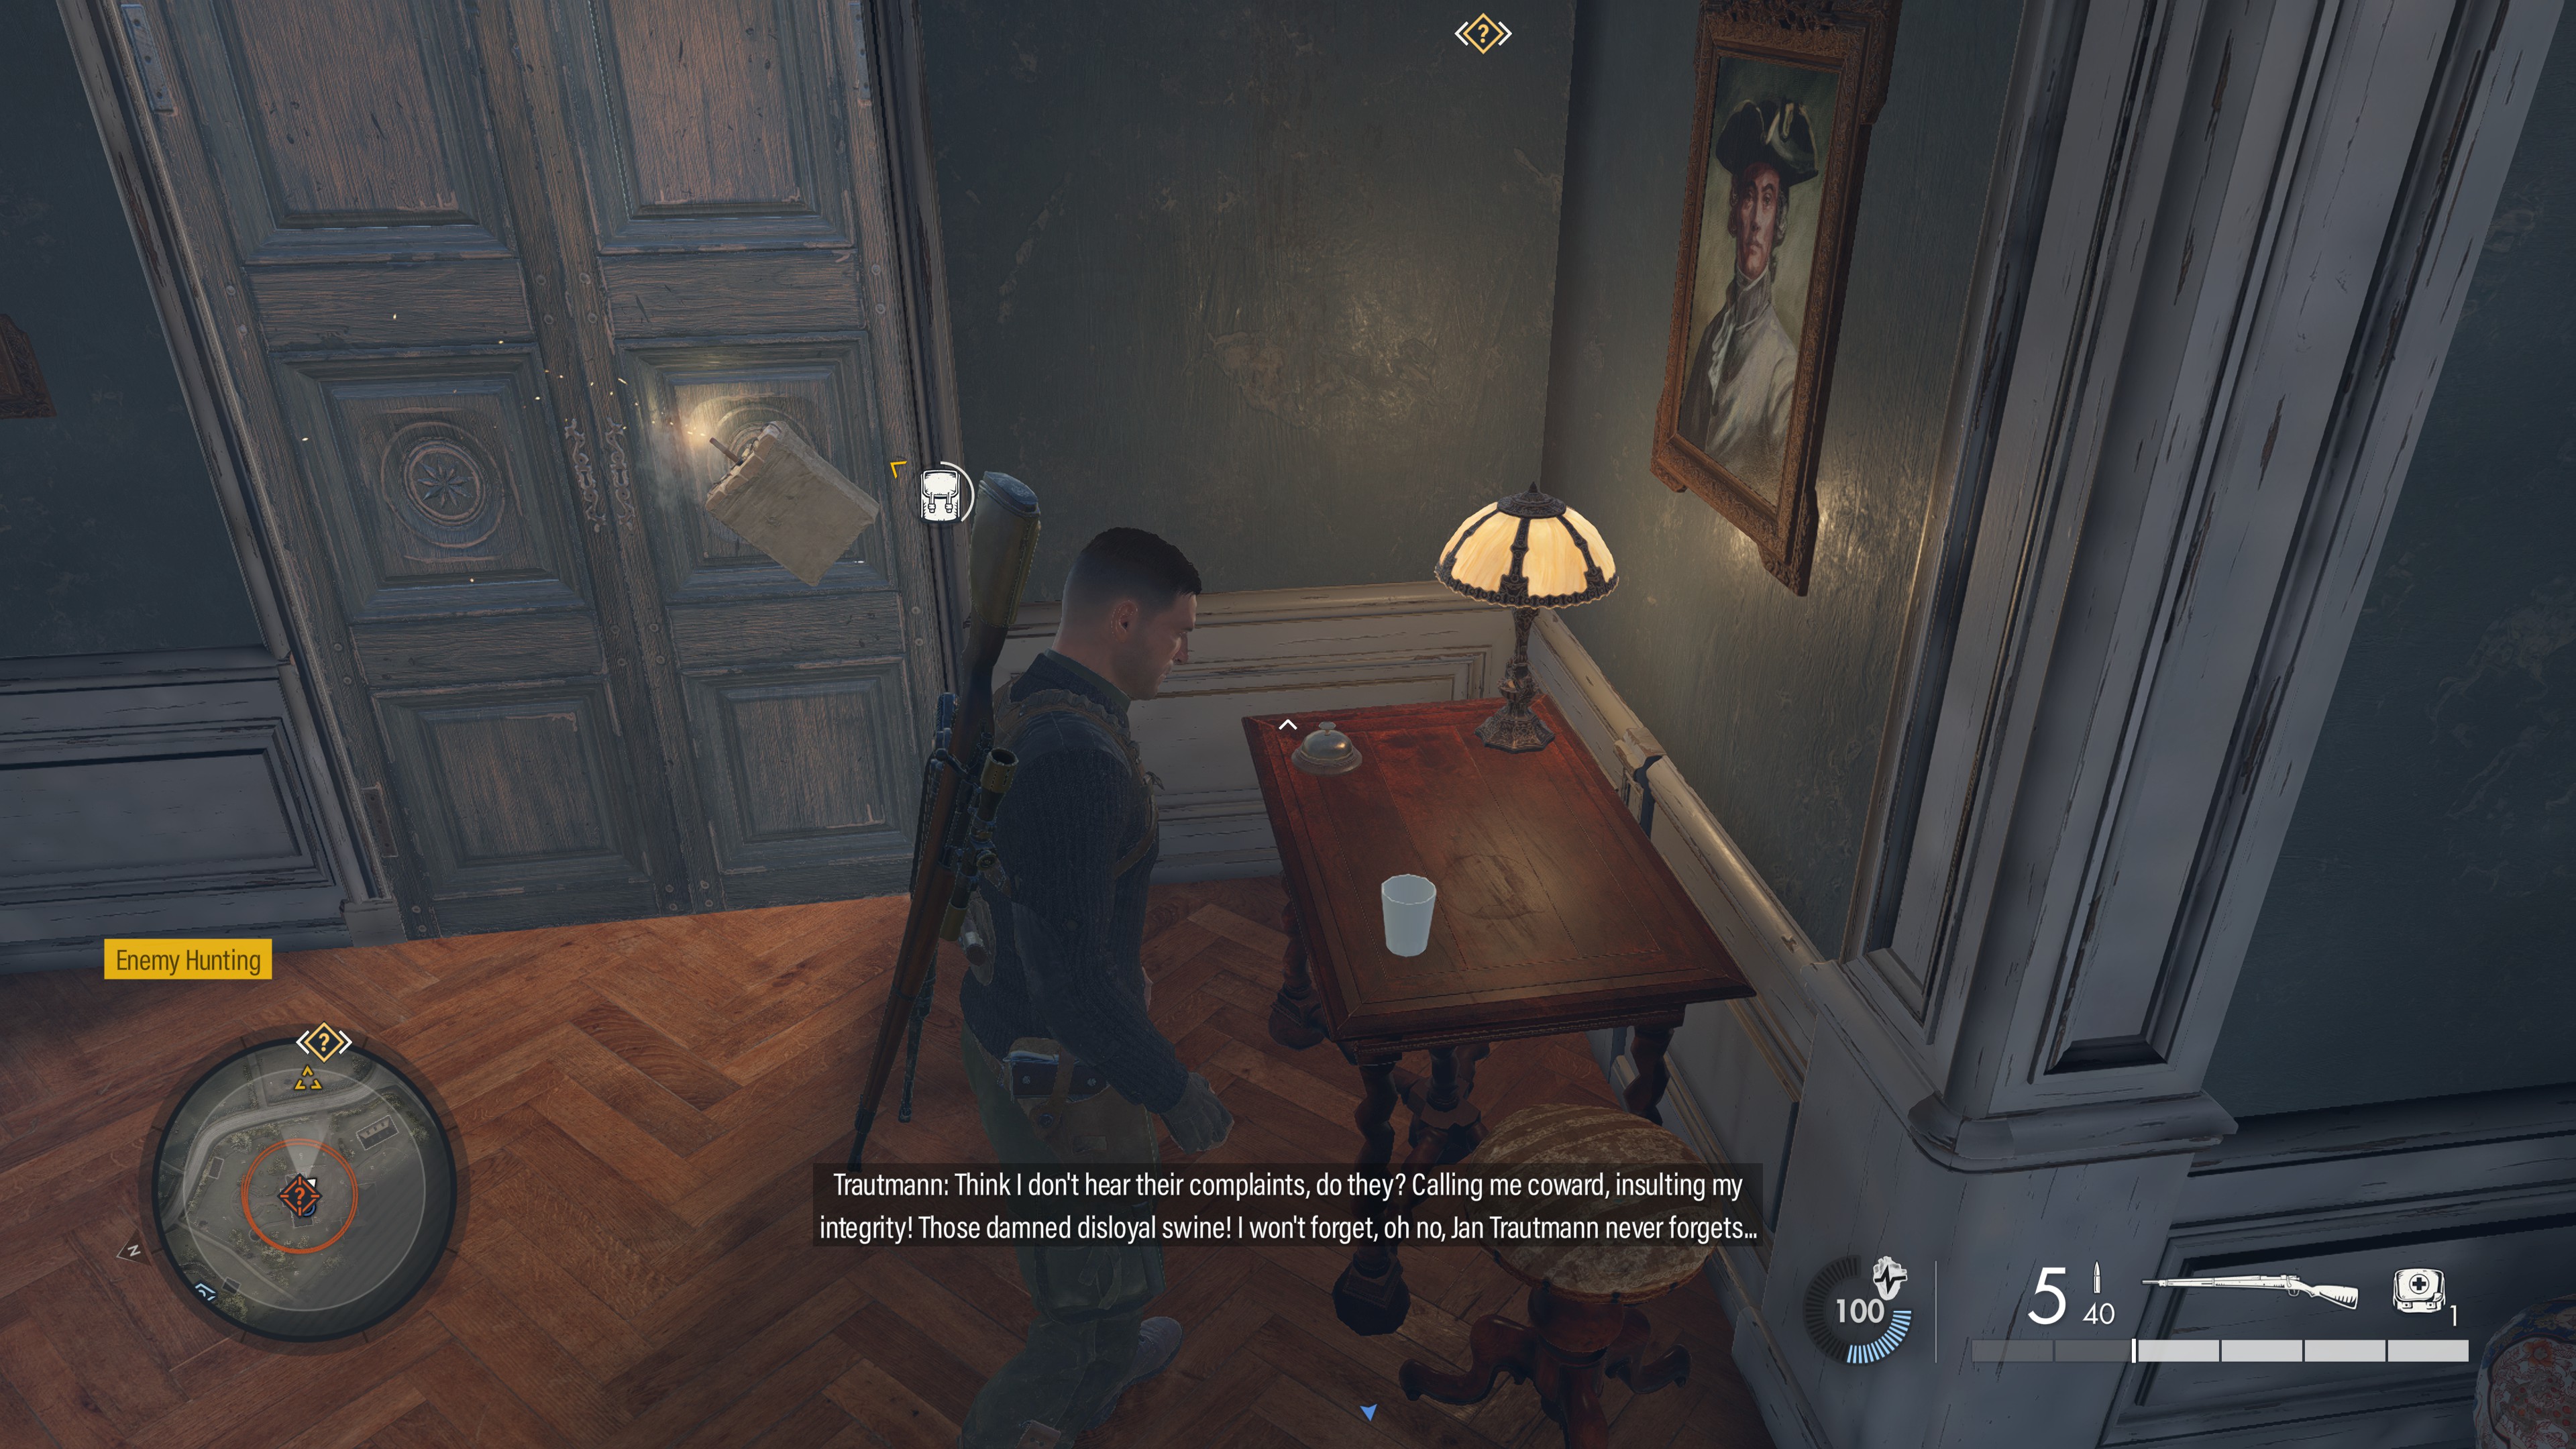 ?
Enemy Hunting
?
?
N
Trautmann: Think I don't hear their complaints, do they? Calling me coward, insulting my
integrity! Those damned disloyal swine! I won't forget, oh no, Jan Trautmann never forgets...
100
5
40
1